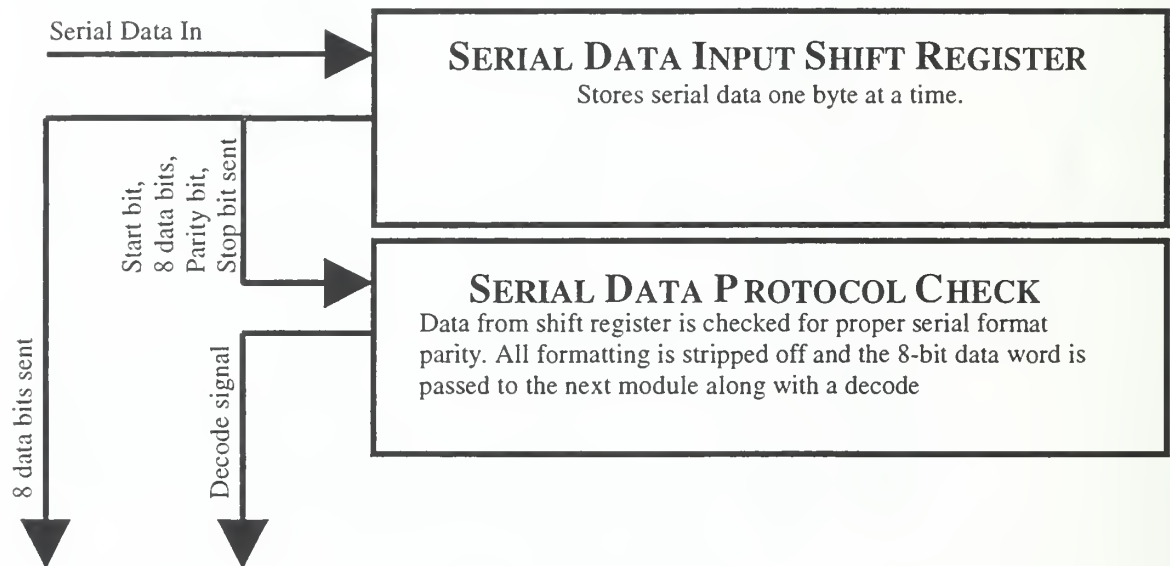 Serial Data In
SERIAL DATA INPUT SHIFT REGISTER
Stores serial data one byte at a time.
Start bit,
8 data bits,
Parity bit,
Stop bit sent
SERIAL DATA PROTOCOL CHECK
Data from shift register is checked for proper serial format
parity. All formatting is stripped off and the 8-bit data word is
passed to the next module along with a decode
8 data bits sent
Decode signal